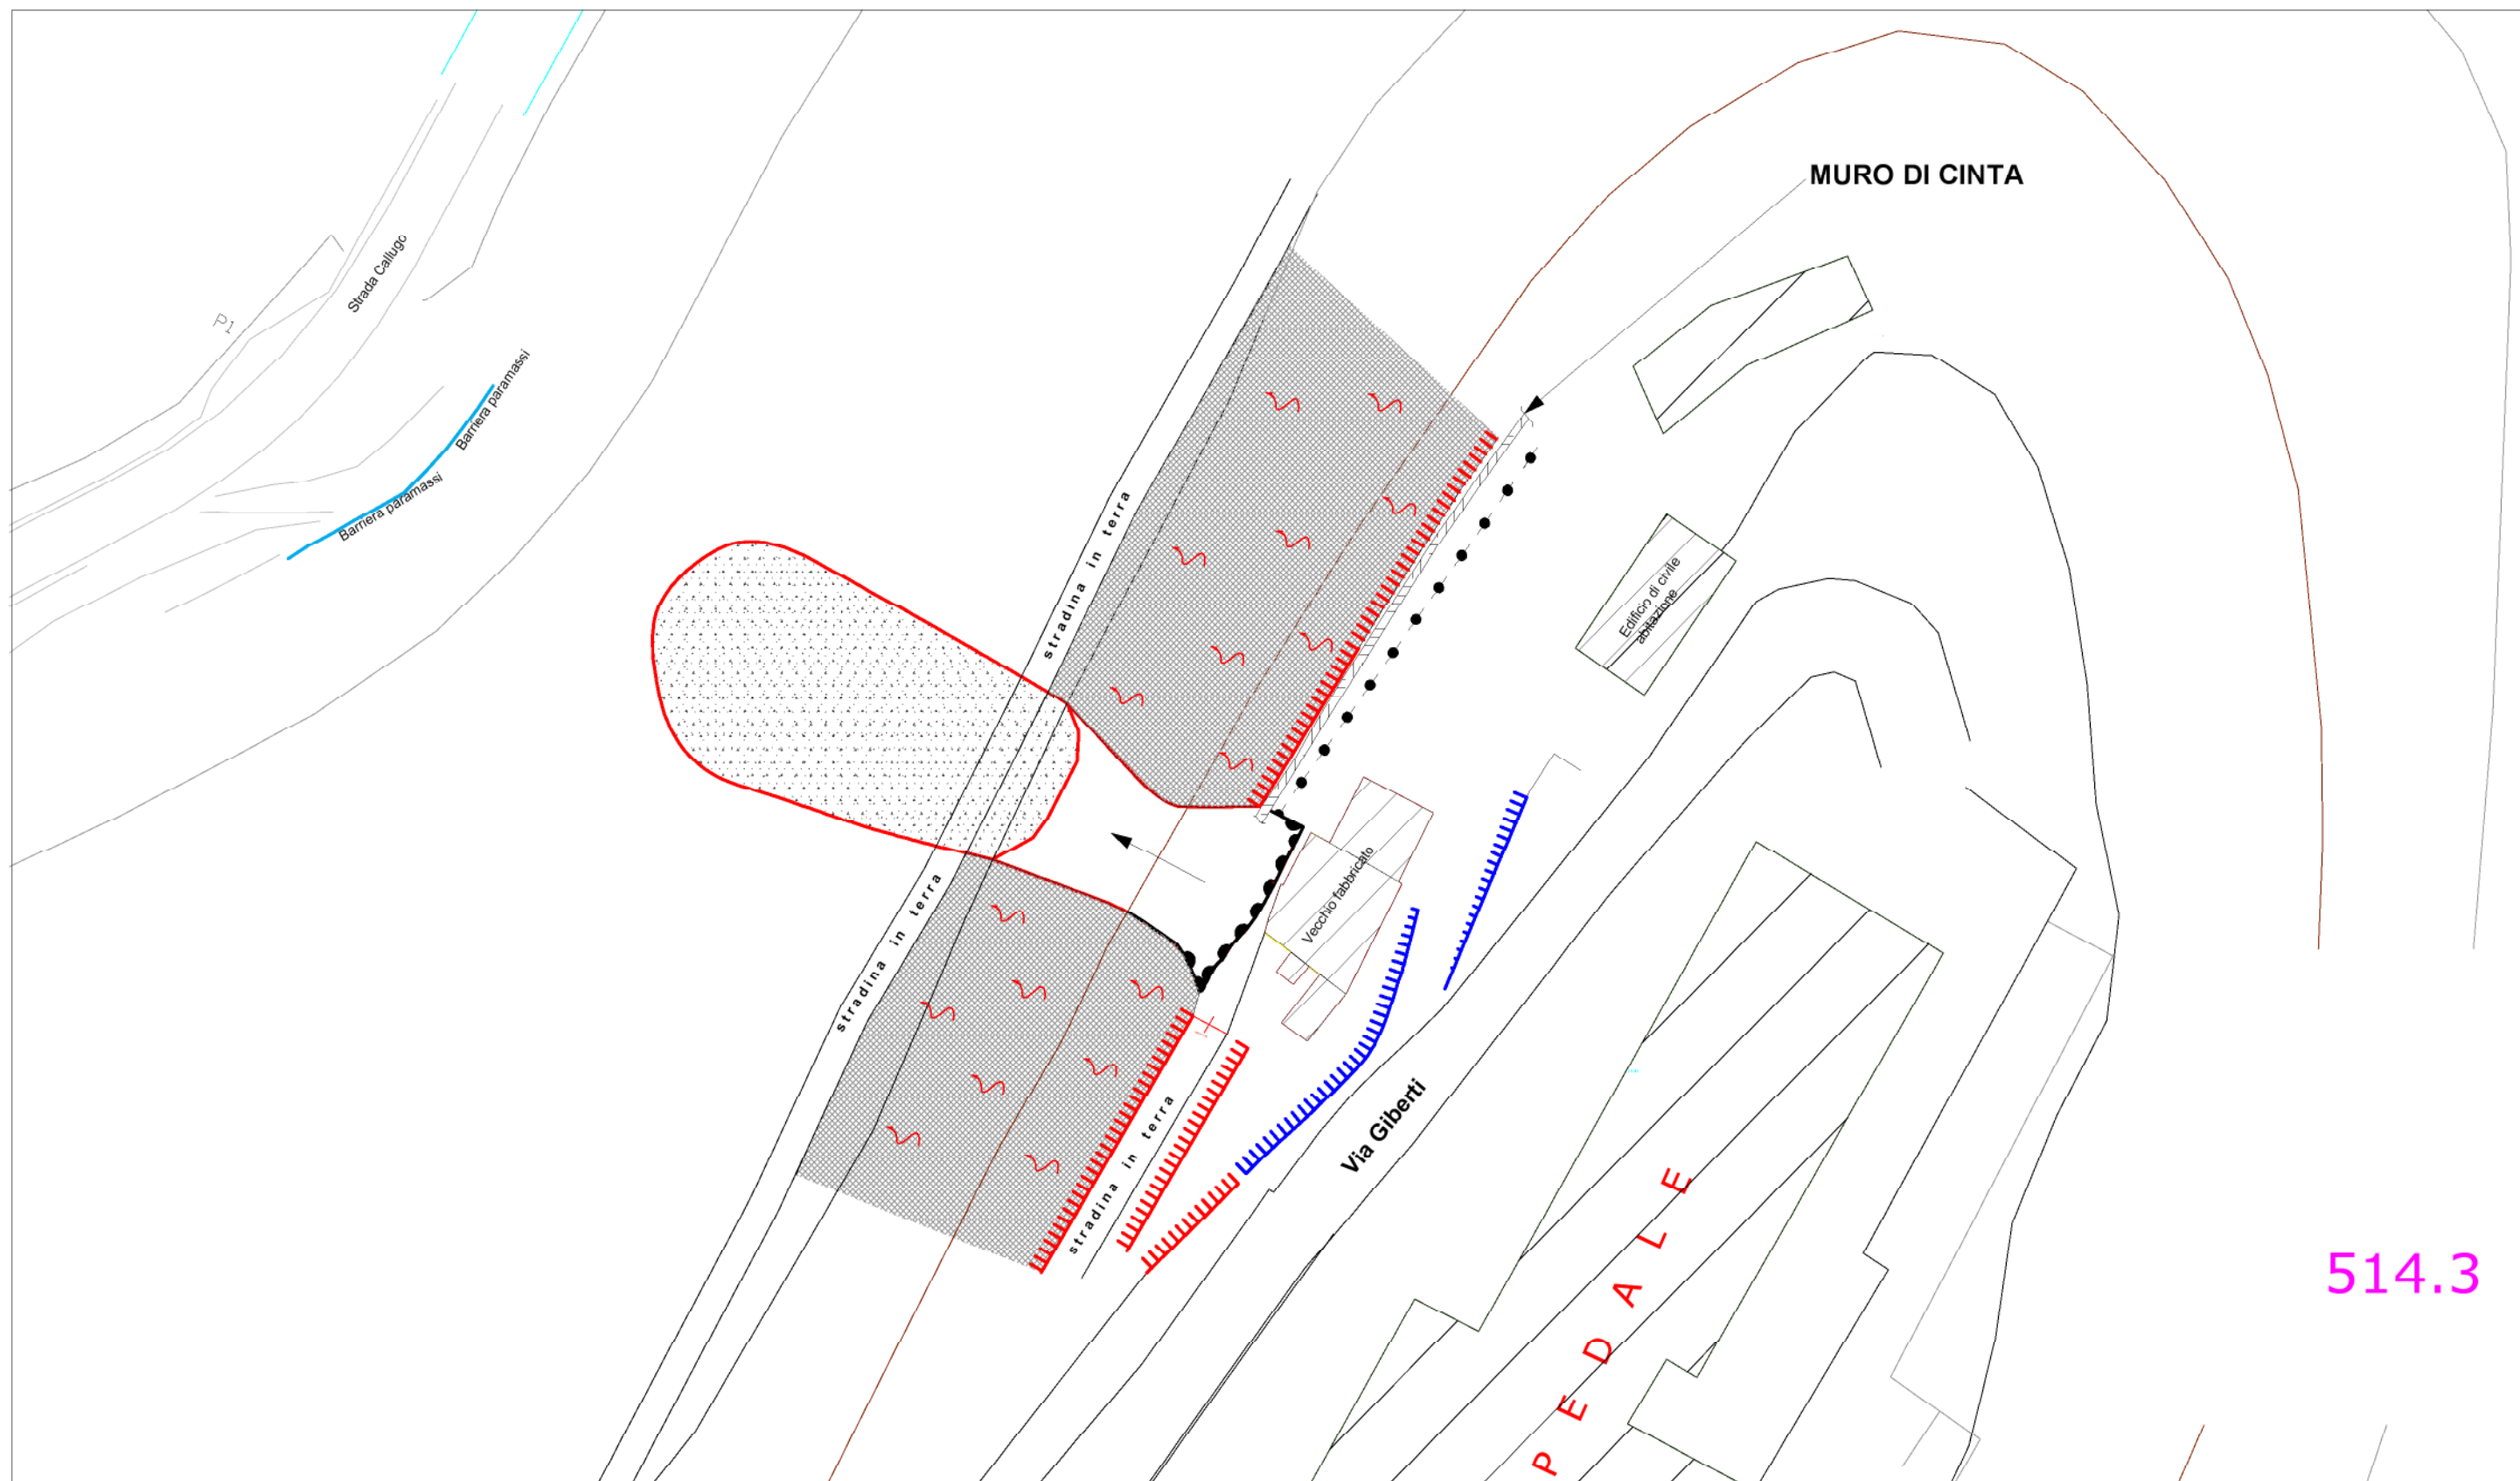 MURO DI CINTA
Strada Callugo
P.
Barriera paramassi
Barriera paramassi
stradina in terra
Edificio di civile
abitazione
Vecchio fabbricato
stradina in terra
stradina in terra
Via Giberti
PEDALE
514.3